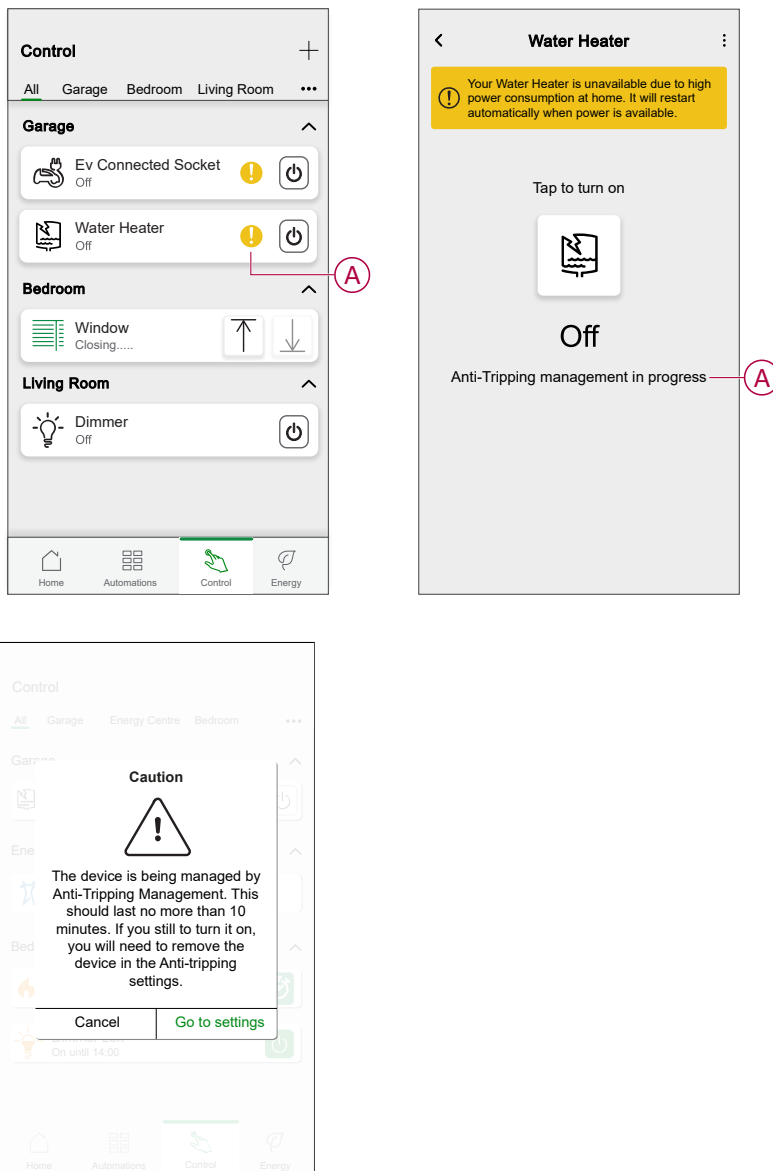 Control
All Garage Bedroom Living Room
Garage
Ev Connected Socket
Off
Water Heater
Off
A
Bedroom
Window
Closing.....
Living Room
Dimmer
Off
Home Automations Control Energy
Water Heater
Your Water Heater is unavailable due to high
power consumption at home. It will restart
automatically when power is available.
Tap to turn on
Off
Anti-Tripping management in progress
A
Control
All Garage Energy Centre Bedroom
Caution
The device is being managed by
Anti-Tripping Management. This
should last no more than 10
minutes. If you still to turn it on,
you will need to remove the
device in the Anti-tripping
settings.
Cancel Go to settings
On until 14:00
Home Automations Control Energy